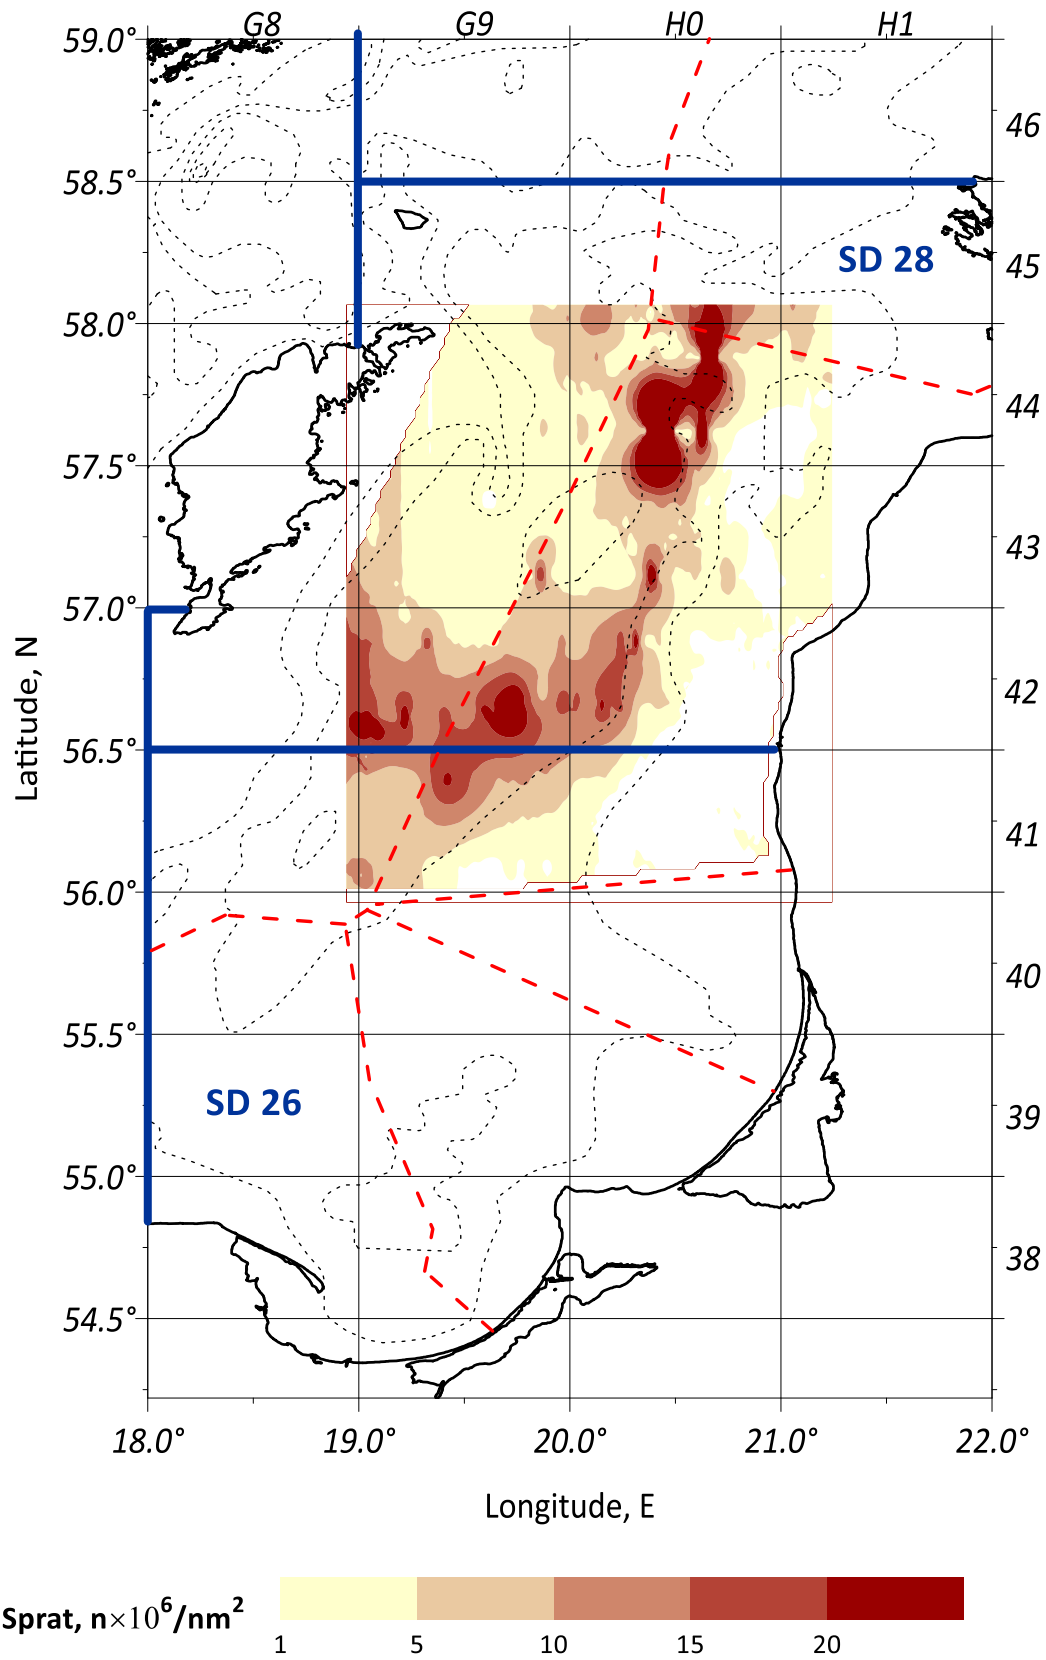 G8 G9 H0 H1
59.0°
46
58.5°
SD 28
45
58.0°
44
57.5°
43
57.0°
42
56.5°
41
56.0°
40
55.5°
SD 26
39
55.0°
38
54.5°
Latitude, N
18.0° 19.0° 20.0° 21.0° 22.0°
Longitude, E
Sprat, n×10⁶/nm²
1 5 10 15 20